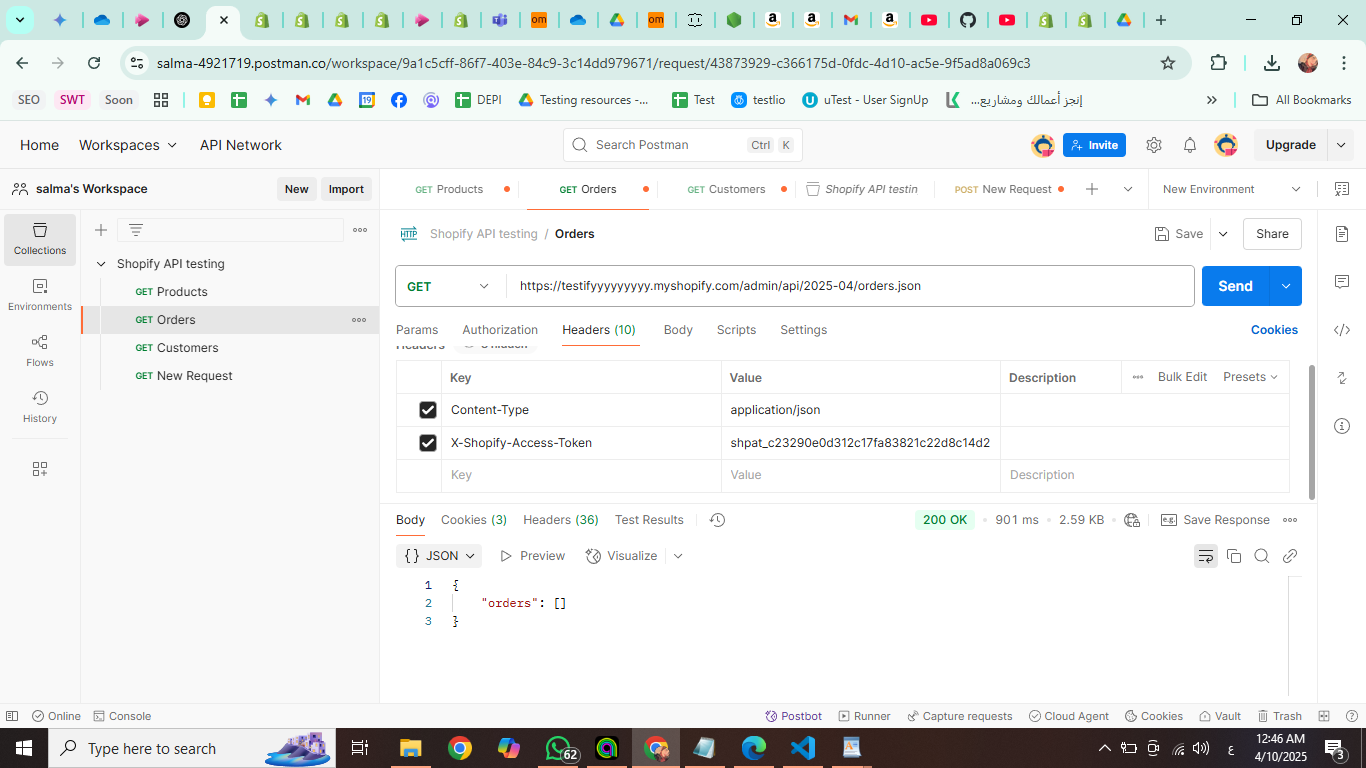 om
om
salma-4921719.postman.co/workspace/9a1c5cff-86f7-403e-84c9-3c14dd979671/request/43873929-c366175d-0fdc-4d10-ac5e-9f5ad8a069c3
SEO SWT Soon DEPI Testing resources -... Test testlio uTest - User SignUp إنجز أعمالك ومشاريع... All Bookmarks
Home Workspaces API Network Search Postman Ctrl K Invite Upgrade
salma's Workspace New Import GET Products GET Orders GET Customers Shopify API testin POST New Request New Environment
Collections
Environments
Flows
History
Shopify API testing
GET Products
GET Orders
GET Customers
GET New Request
HTTP Shopify API testing / Orders Save Share
GET https://testifyyyyyyyyy.myshopify.com/admin/api/2025-04/orders.json Send
Params Authorization Headers (10) Body Scripts Settings Cookies
Headers
Key Value Description Bulk Edit Presets
Content-Type application/json
X-Shopify-Access-Token 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
Key Value Description
Body Cookies (3) Headers (36) Test Results 200 OK 901 ms 2.59 KB e.g. Save Response
{} JSON Preview Visualize
1 {
2 "orders": []
3 }
Online Console Postbot Runner Capture requests Cloud Agent Cookies Vault Trash
Type here to search 62 ع 12:46 AM
4/10/2025 3